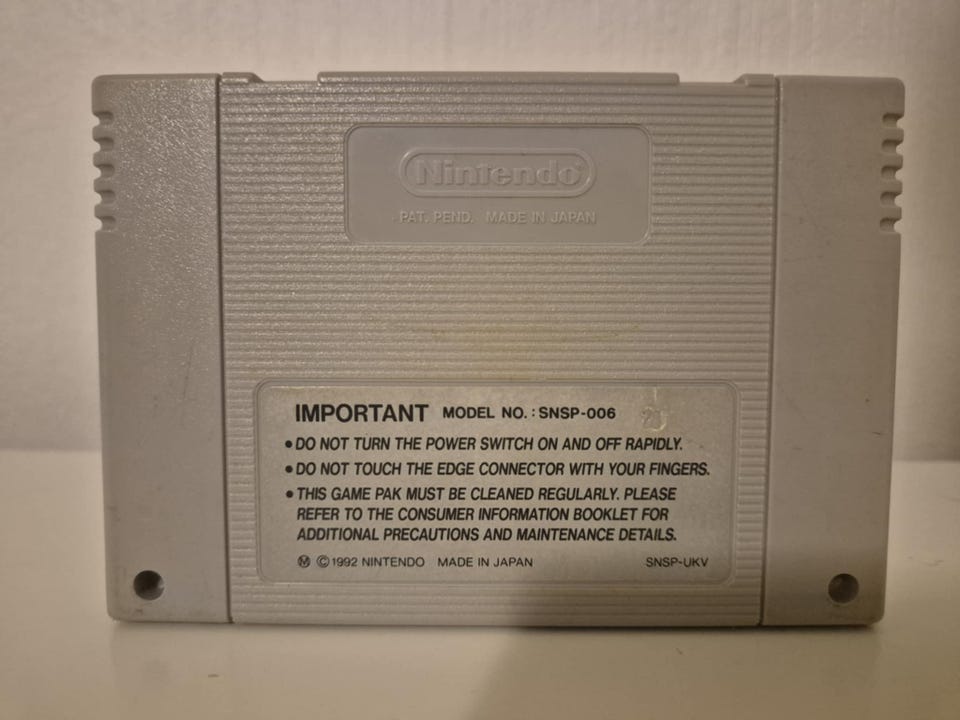 Nintendo
PAT. PEND. MADE IN JAPAN
IMPORTANT MODEL NO. : SNSP-006
• DO NOT TURN THE POWER SWITCH ON AND OFF RAPIDLY.
• DO NOT TOUCH THE EDGE CONNECTOR WITH YOUR FINGERS.
• THIS GAME PAK MUST BE CLEANED REGULARLY. PLEASE
REFER TO THE CONSUMER INFORMATION BOOKLET FOR
ADDITIONAL PRECAUTIONS AND MAINTENANCE DETAILS.
Ⓜ © 1992 NINTENDO MADE IN JAPAN SNSP-UKV